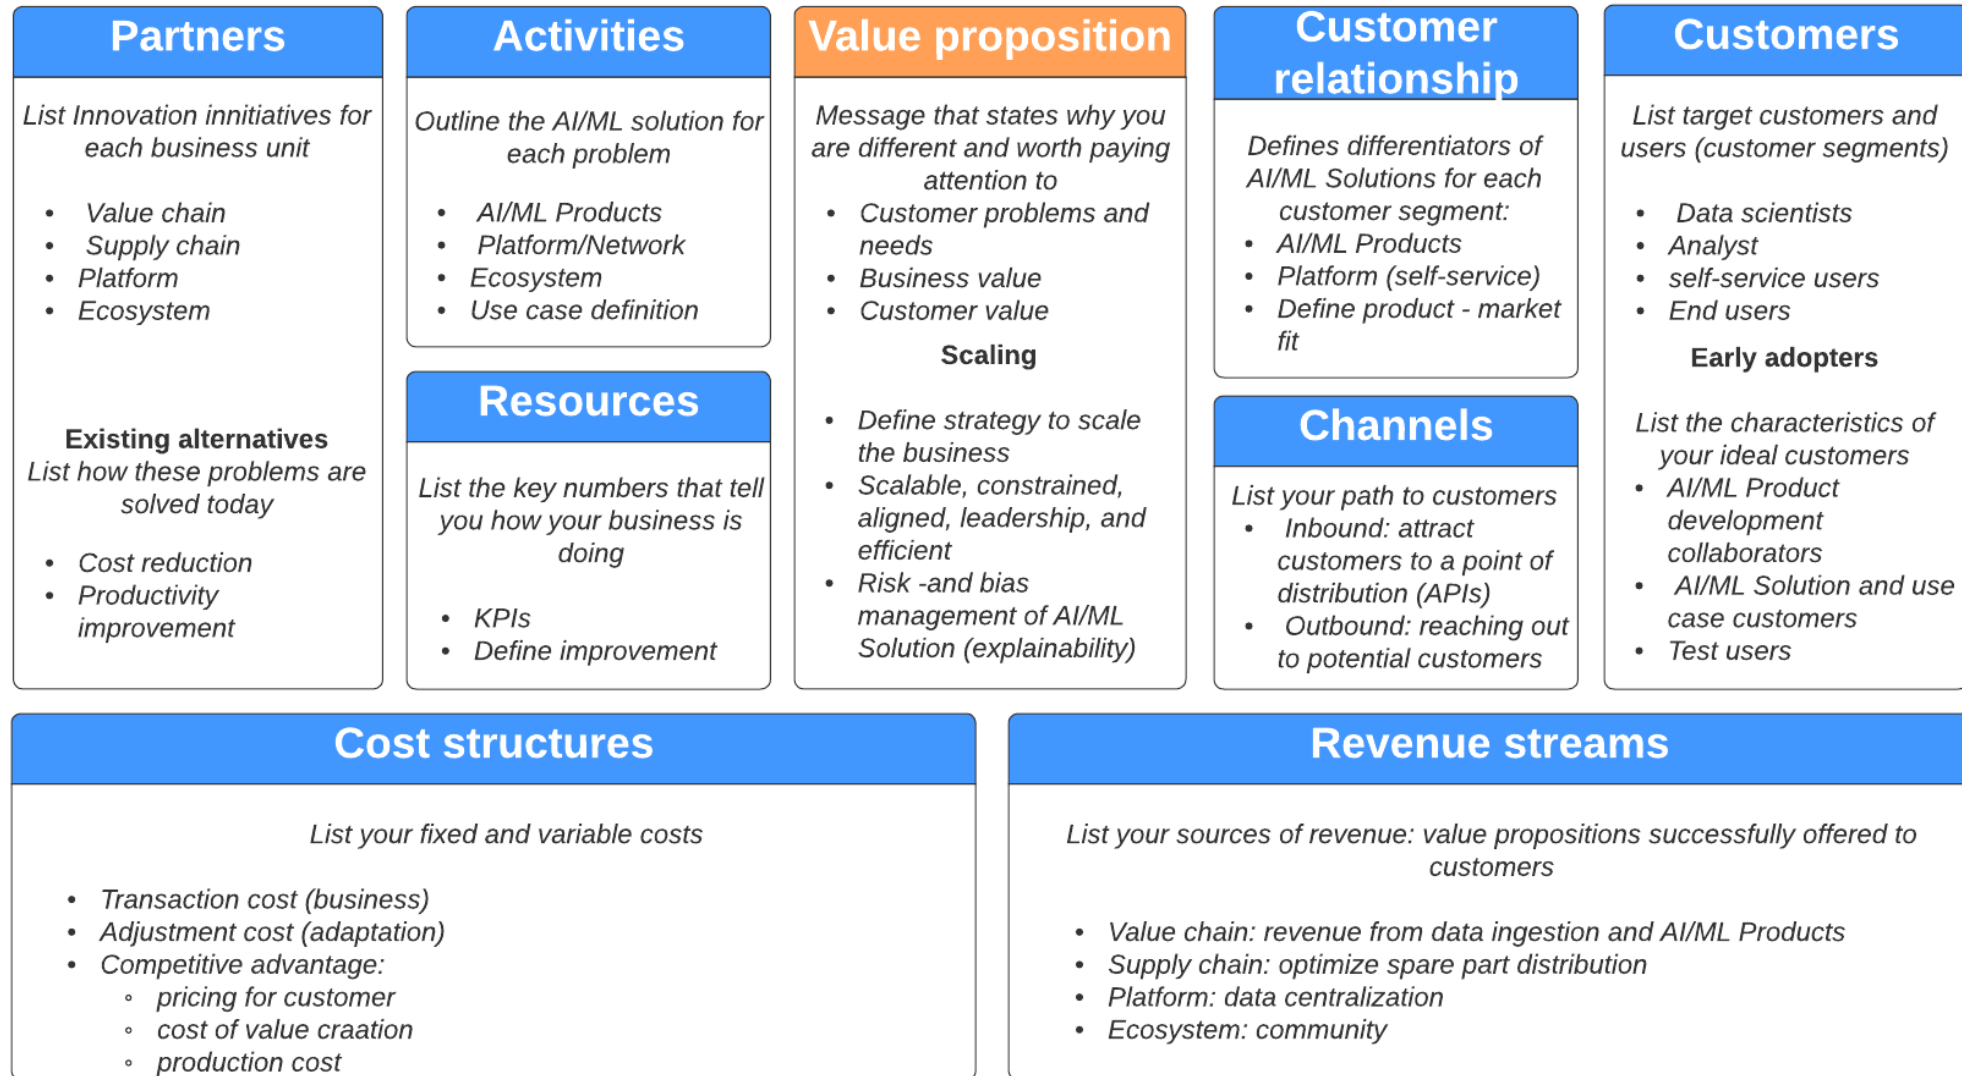 Partners
List Innovation innitiatives for
each business unit
• Value chain
• Supply chain
• Platform
• Ecosystem
Existing alternatives
List how these problems are
solved today
• Cost reduction
• Productivity
improvement
Activities
Outline the AI/ML solution for
each problem
• AI/ML Products
• Platform/Network
• Ecosystem
• Use case definition
Resources
List the key numbers that tell
you how your business is
doing
• KPIs
• Define improvement
Value proposition
Message that states why you
are different and worth paying
attention to
• Customer problems and
needs
• Business value
• Customer value
Scaling
• Define strategy to scale
the business
• Scalable, constrained,
aligned, leadership, and
efficient
• Risk -and bias
management of AI/ML
Solution (explainability)
Customer
relationship
Defines differentiators of
AI/ML Solutions for each
customer segment:
• AI/ML Products
• Platform (self-service)
• Define product - market
fit
Channels
List your path to customers
• Inbound: attract
customers to a point of
distribution (APIs)
• Outbound: reaching out
to potential customers
Customers
List target customers and
users (customer segments)
• Data scientists
• Analyst
• self-service users
• End users
Early adopters
List the characteristics of
your ideal customers
• AI/ML Product
development
collaborators
• AI/ML Solution and use
case customers
• Test users
Cost structures
List your fixed and variable costs
• Transaction cost (business)
• Adjustment cost (adaptation)
• Competitive advantage:
◦ pricing for customer
◦ cost of value craation
◦ production cost
Revenue streams
List your sources of revenue: value propositions successfully offered to
customers
• Value chain: revenue from data ingestion and AI/ML Products
• Supply chain: optimize spare part distribution
• Platform: data centralization
• Ecosystem: community